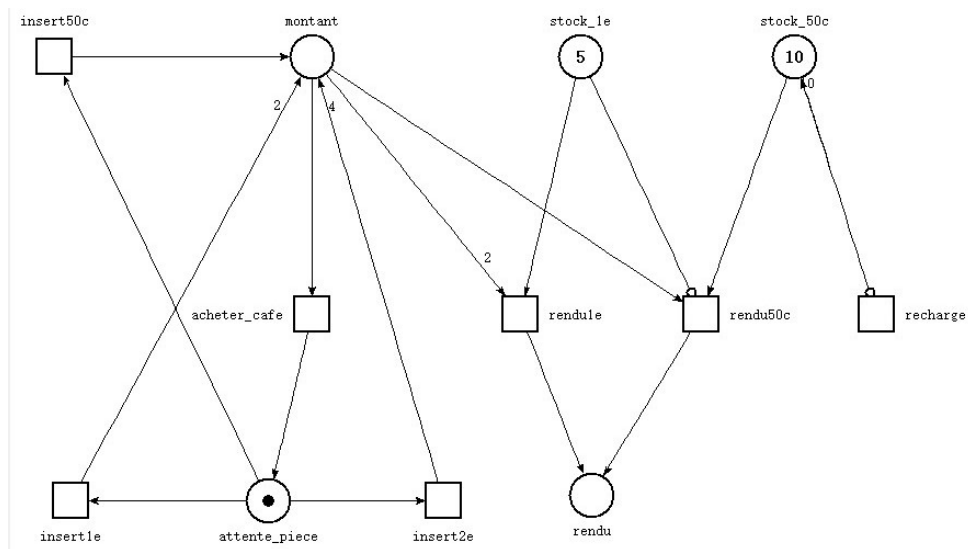 insert50c
montant
stock_1e
stock_50c
5
10
2
4
0
2
acheter_cafe
rendu1e
rendu50c
recharge
insert1e
attente_piece
insert2e
rendu